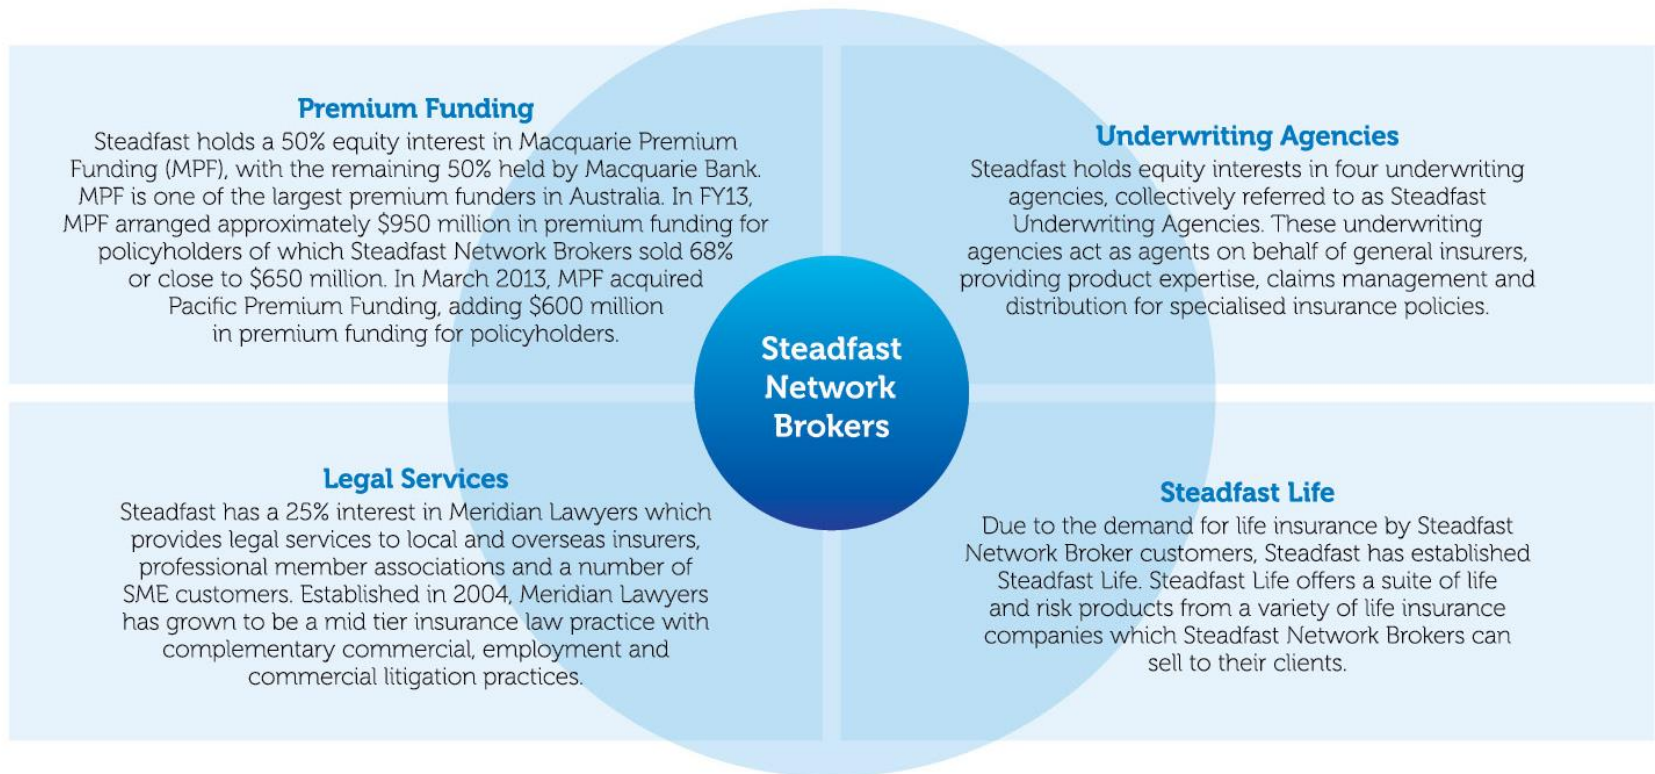 Premium Funding
Steadfast holds a 50% equity interest in Macquarie Premium
Funding (MPF), with the remaining 50% held by Macquarie Bank.
MPF is one of the largest premium funders in Australia. In FY13,
MPF arranged approximately $950 million in premium funding for
policyholders of which Steadfast Network Brokers sold 68%
or close to $650 million. In March 2013, MPF acquired
Pacific Premium Funding, adding $600 million
in premium funding for policyholders.
Underwriting Agencies
Steadfast holds equity interests in four underwriting
agencies, collectively referred to as Steadfast
Underwriting Agencies. These underwriting
agencies act as agents on behalf of general insurers,
providing product expertise, claims management and
distribution for specialised insurance policies.
Steadfast
Network
Brokers
Legal Services
Steadfast has a 25% interest in Meridian Lawyers which
provides legal services to local and overseas insurers,
professional member associations and a number of
SME customers. Established in 2004, Meridian Lawyers
has grown to be a mid tier insurance law practice with
complementary commercial, employment and
commercial litigation practices.
Steadfast Life
Due to the demand for life insurance by Steadfast
Network Broker customers, Steadfast has established
Steadfast Life. Steadfast Life offers a suite of life
and risk products from a variety of life insurance
companies which Steadfast Network Brokers can
sell to their clients.